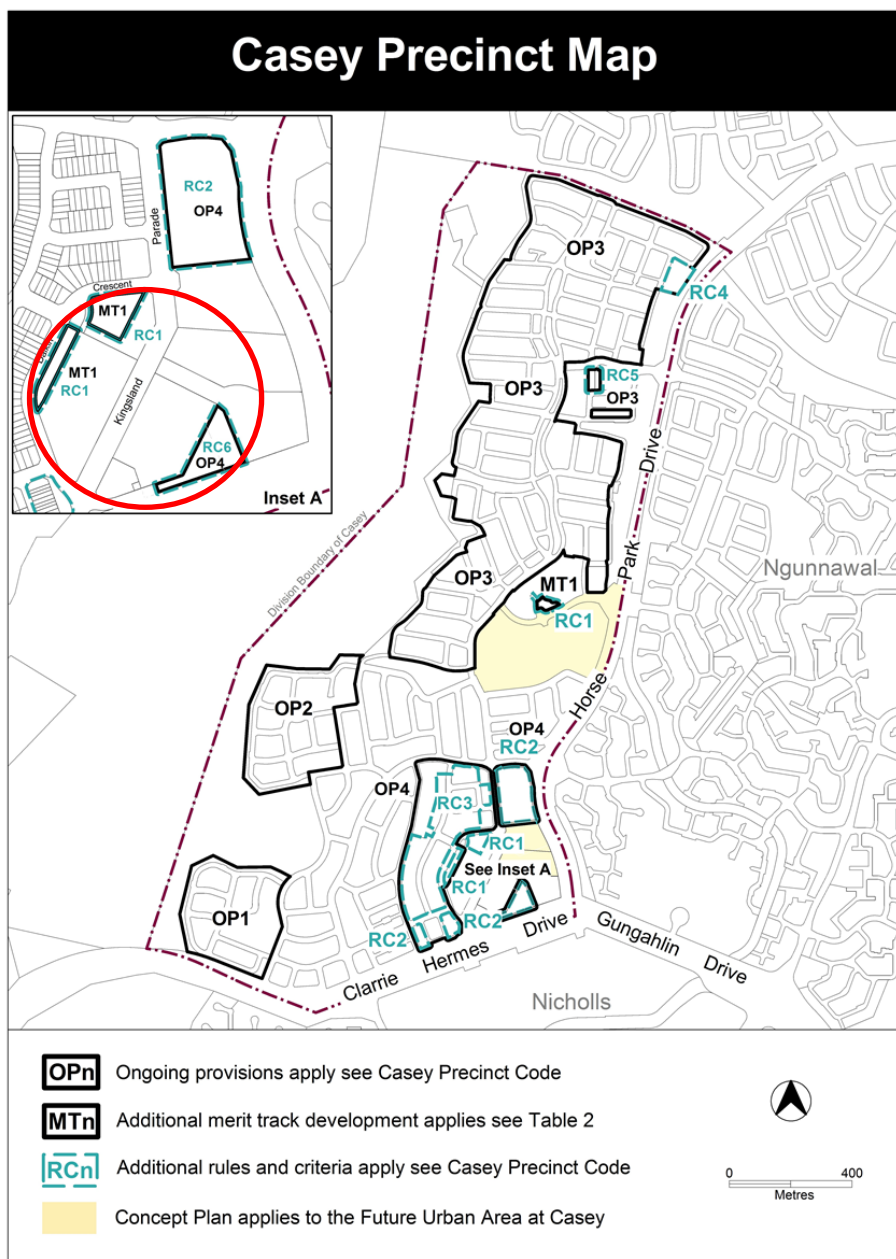 Casey Precinct Map
RC2
OP4
Parade
Crescent
MT1
RC1
MT1
RC1
Kingsland
RC6
OP4
Inset A
OP3
RC4
OP3
RC5
OP3
Drive
Park
Horse
Division Boundary of Casey
OP3
MT1
RC1
Ngunnawal
OP2
OP4
RC2
OP4
RC3
RC1
See Inset A
RC1
OP1
RC2
RC2
Clarrie Hermes Drive
Gungahlin Drive
Nicholls
OPn Ongoing provisions apply see Casey Precinct Code
MTn Additional merit track development applies see Table 2
RCn Additional rules and criteria apply see Casey Precinct Code
Concept Plan applies to the Future Urban Area at Casey
0 400
Metres